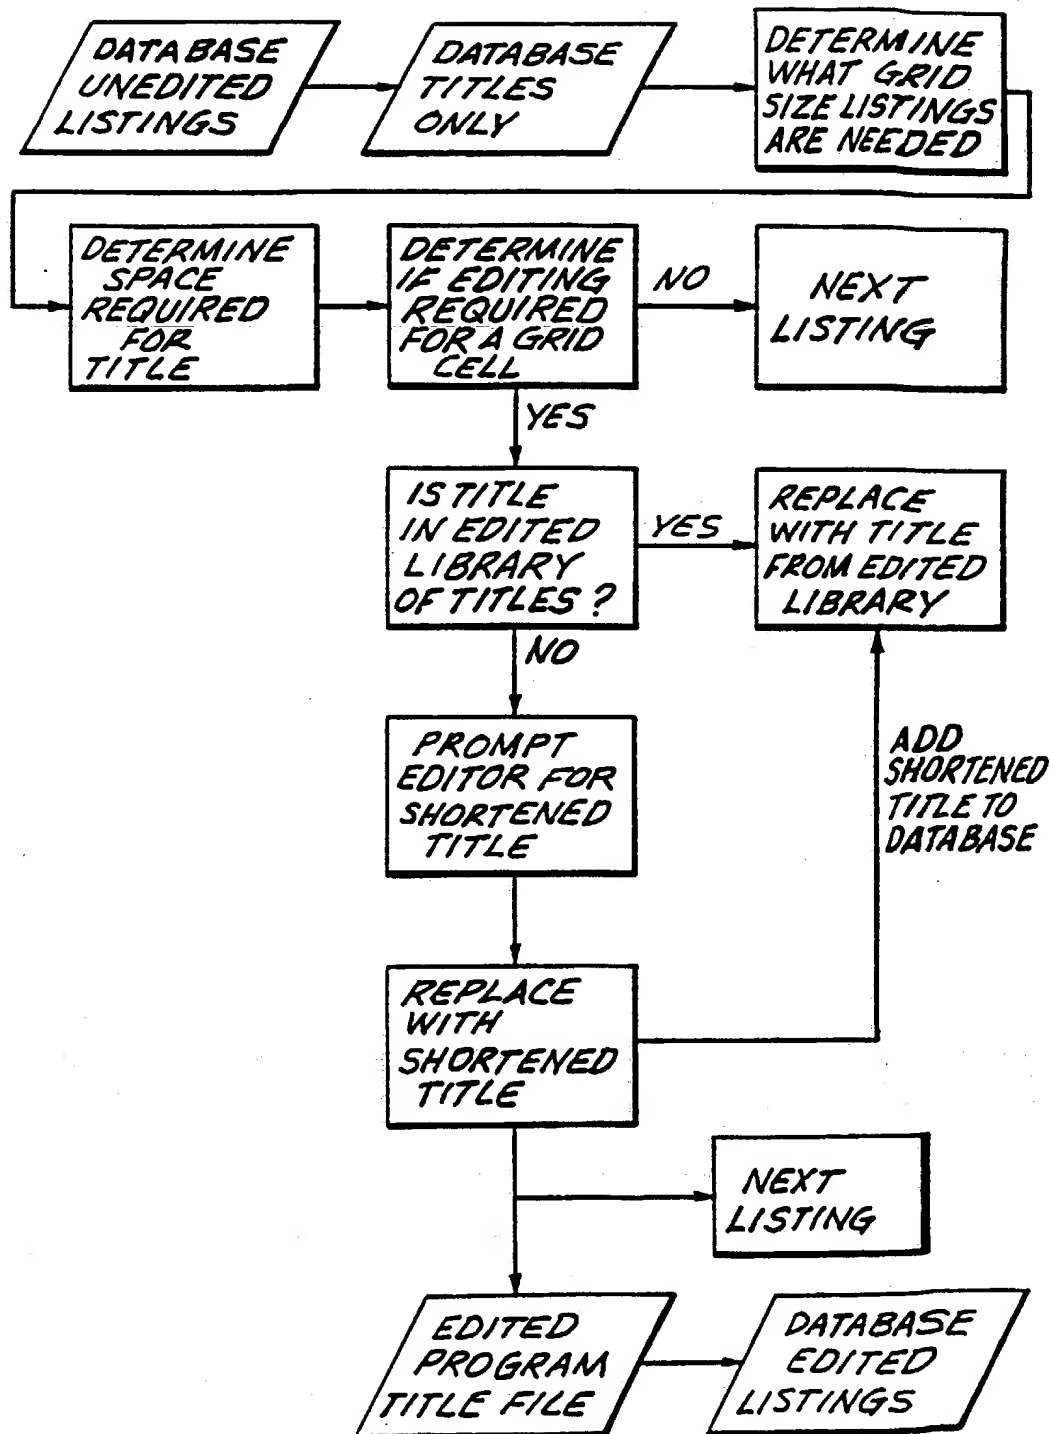 DATABASE
UNEDITED
LISTINGS
DATABASE
TITLES
ONLY
DETERMINE
WHAT GRID
SIZE LISTINGS
ARE NEEDED
DETERMINE
SPACE
REQUIRED
FOR
TITLE
DETERMINE
IF EDITING
REQUIRED
FOR A GRID
CELL
NO
NEXT
LISTING
YES
IS TITLE
IN EDITED
LIBRARY
OF TITLES?
YES
REPLACE
WITH TITLE
FROM EDITED
LIBRARY
NO
PROMPT
EDITOR FOR
SHORTENED
TITLE
ADD
SHORTENED
TITLE TO
DATABASE
REPLACE
WITH
SHORTENED
TITLE
NEXT
LISTING
EDITED
PROGRAM
TITLE FILE
DATABASE
EDITED
LISTINGS